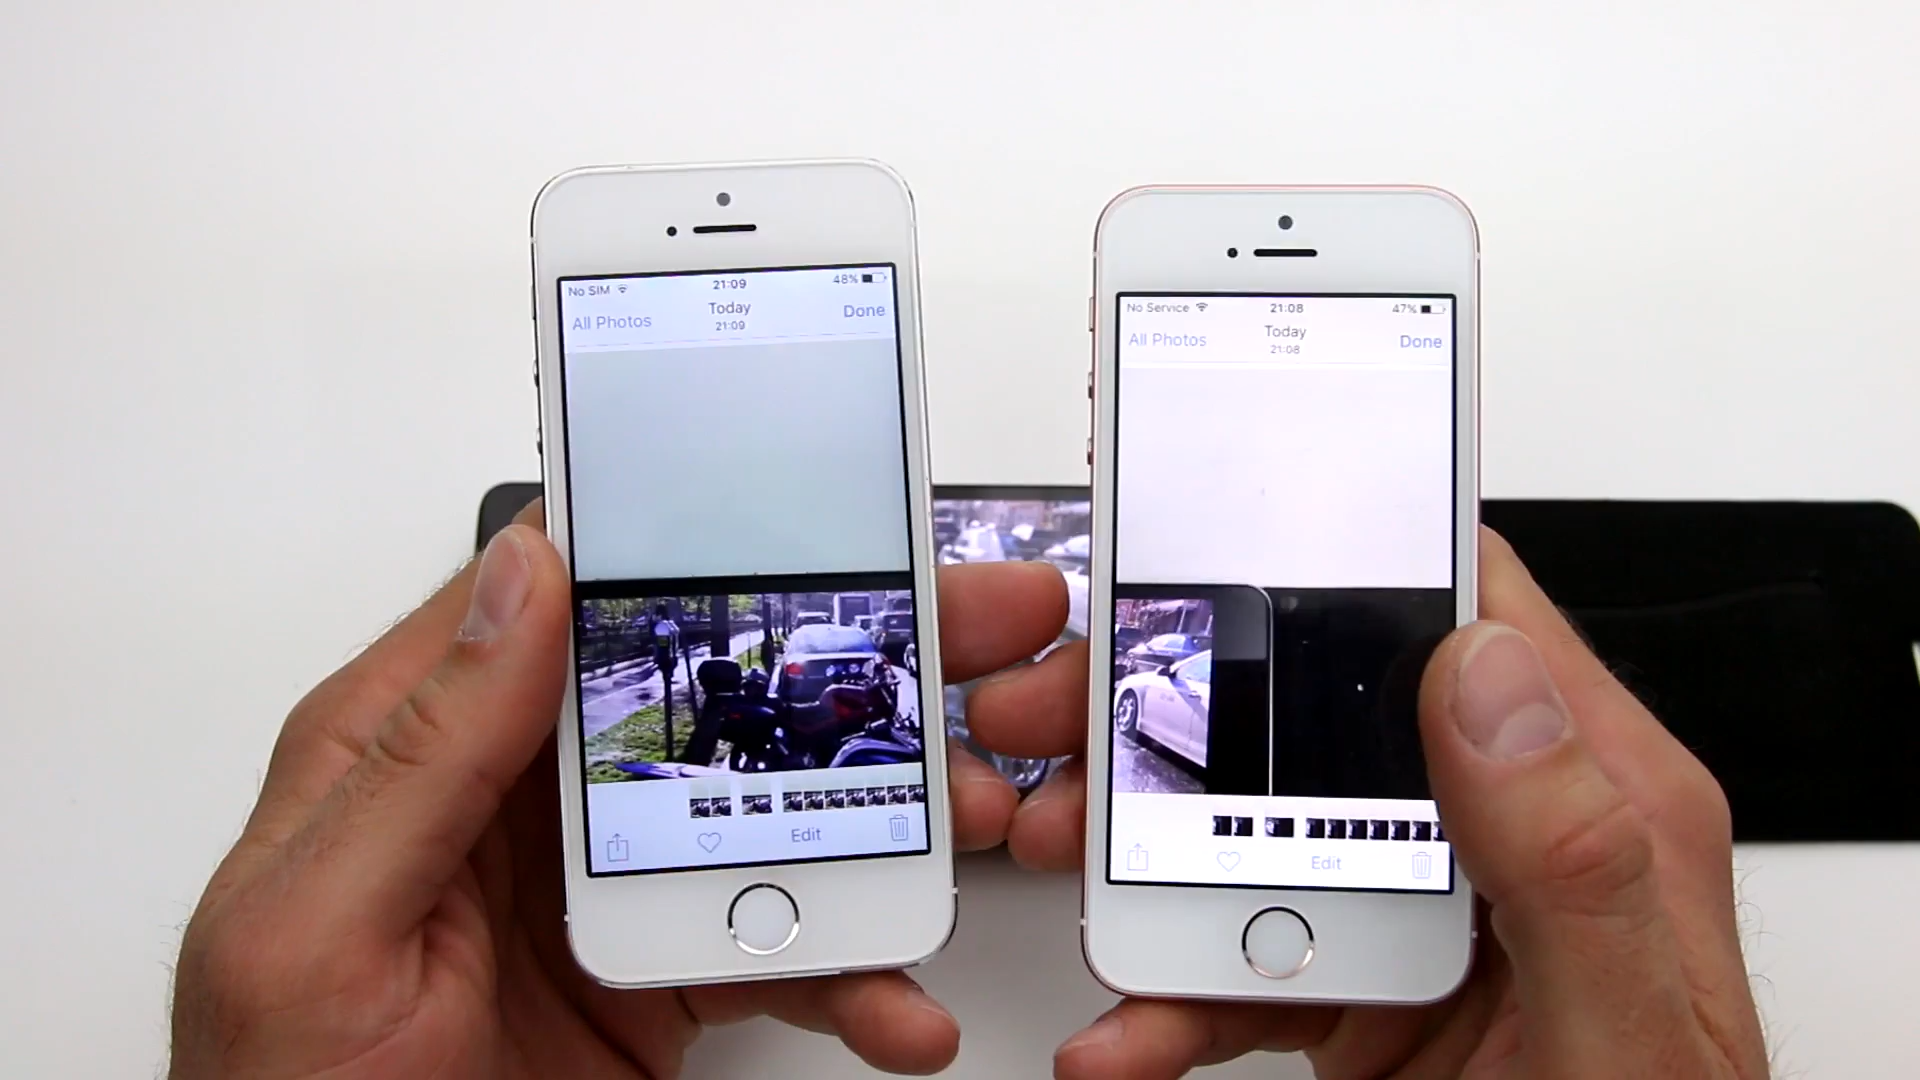 No SIM 21:09 48%
All Photos Today Done
21:09
Edit
No Service 21:08 47%
All Photos Today Done
21:08
Edit